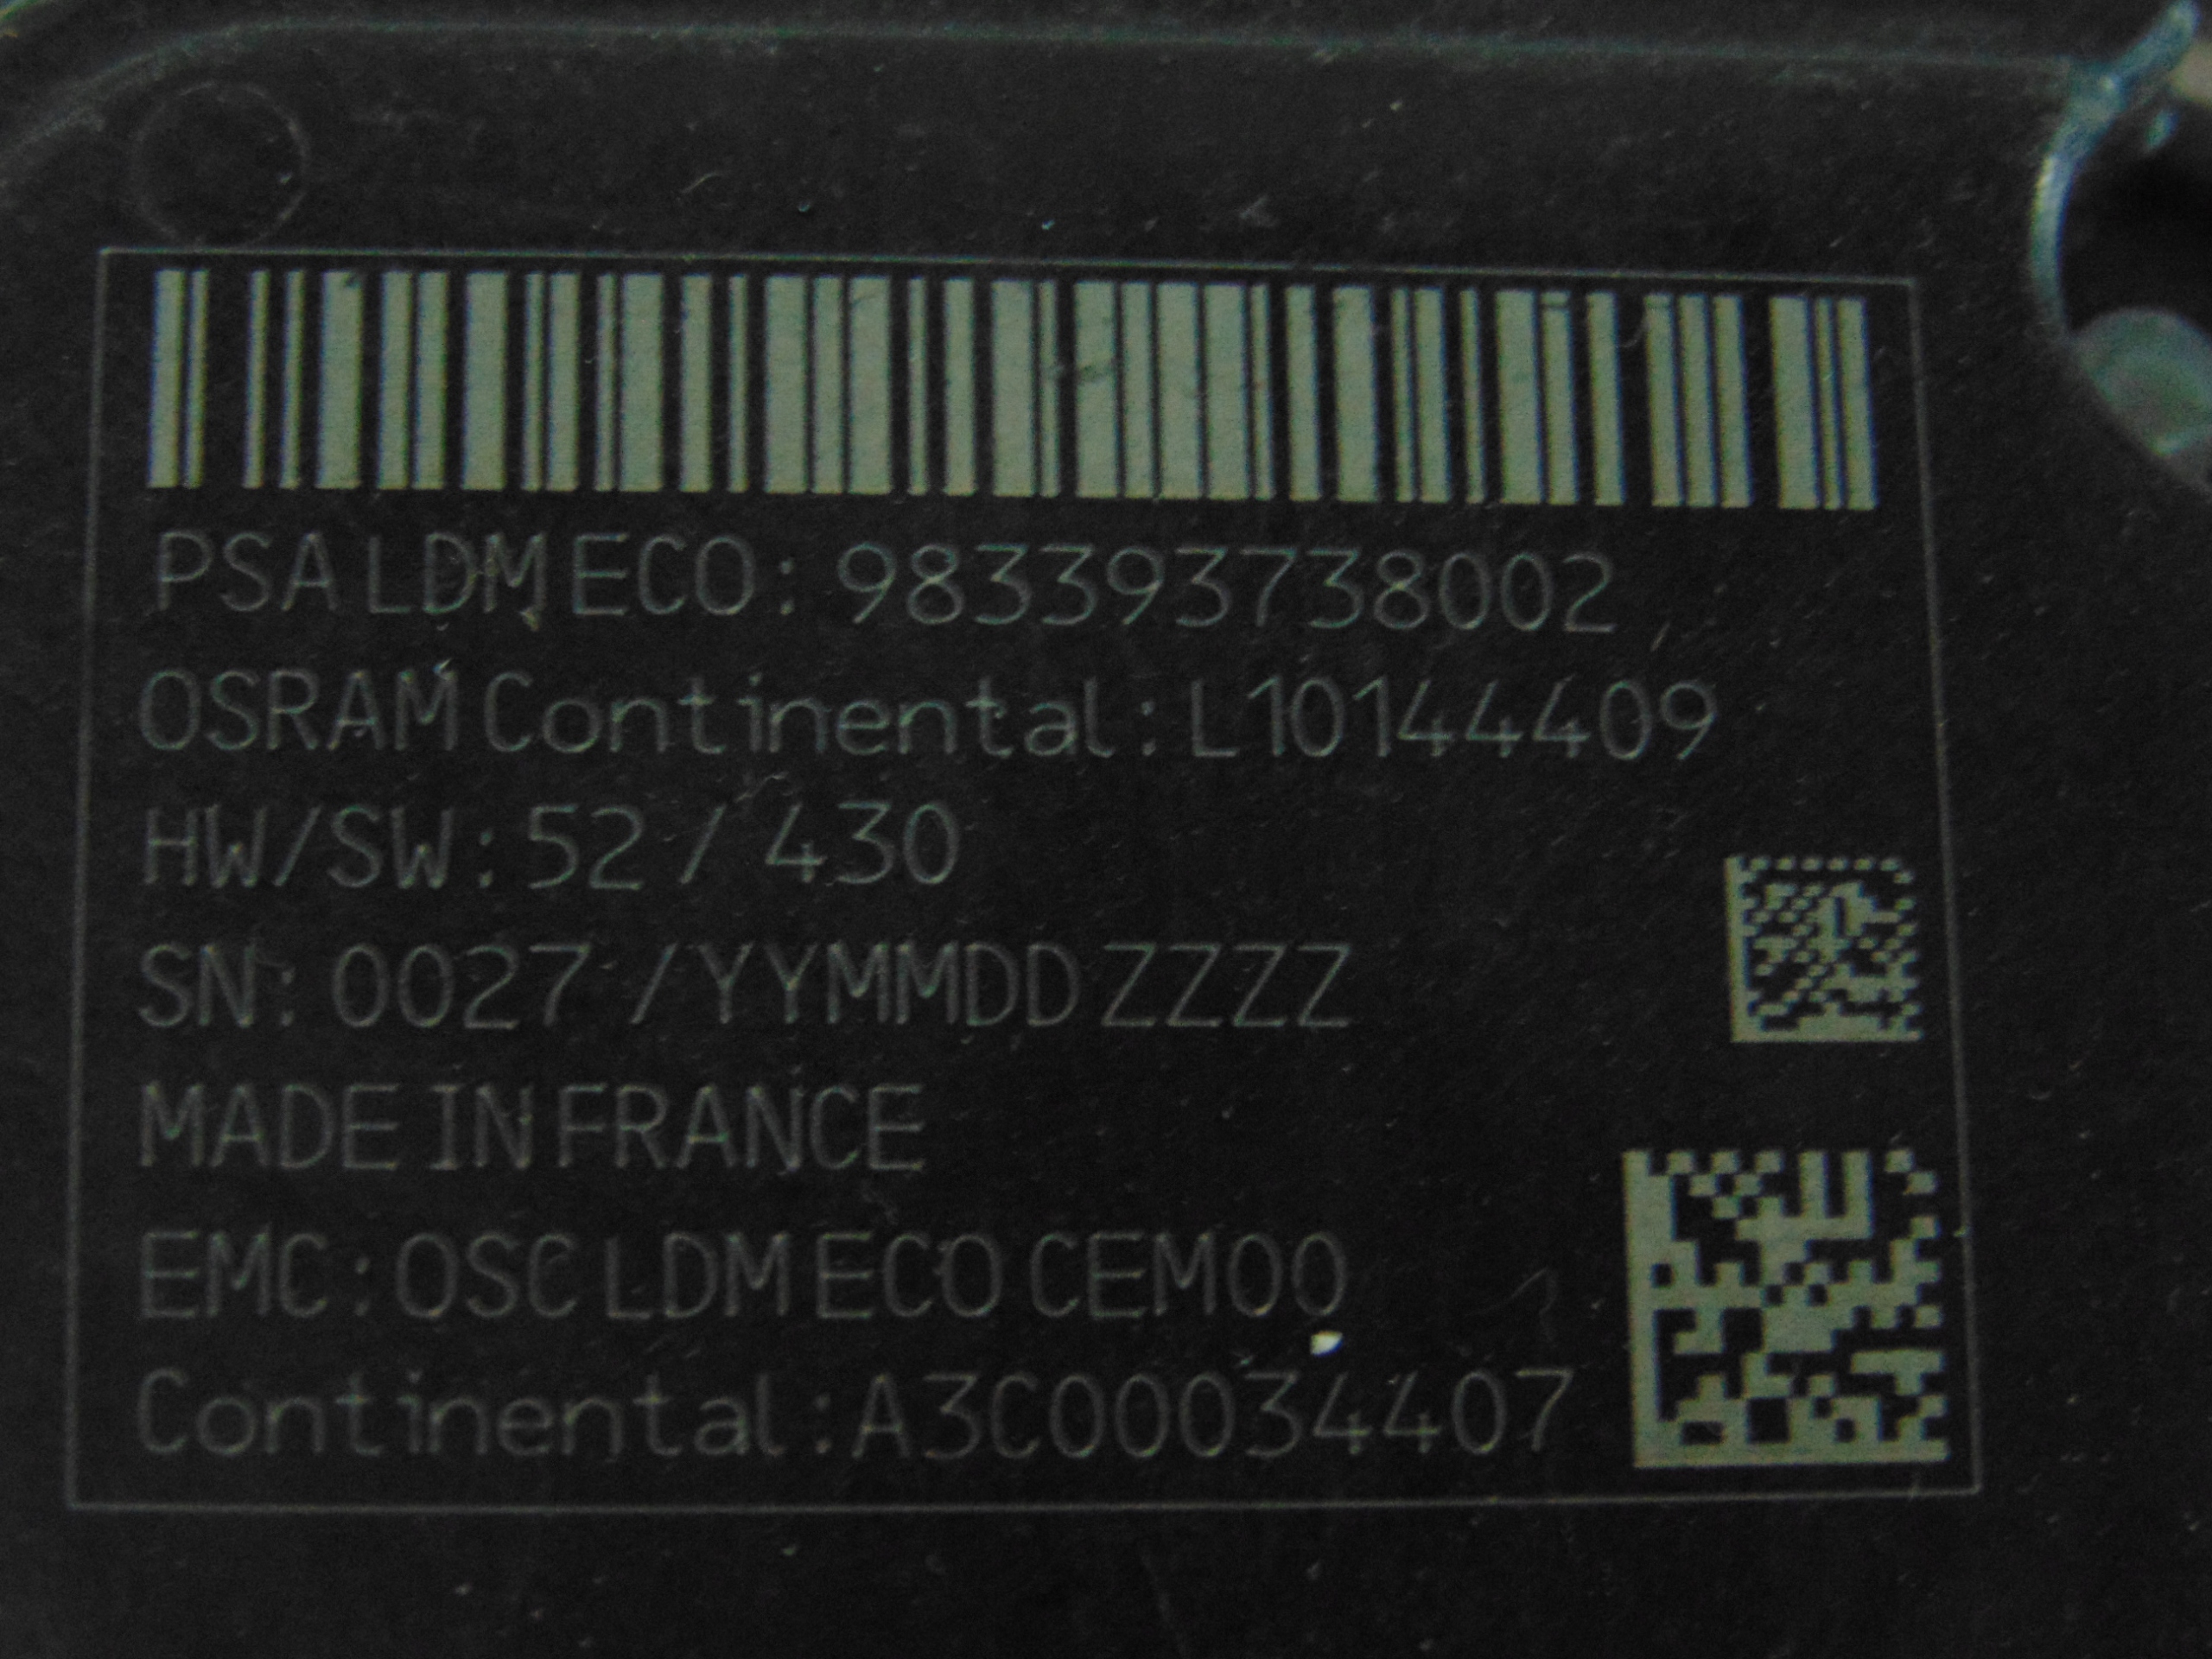 PSA LDM ECO: 983393738002
OSRAM Continental: L10144409
HW/SW: 52 / 430
SN: 0027 /YYMMDD ZZZZ
MADE IN FRANCE
EMC: OSC LDM ECO CEM00
Continental: A3C00034407